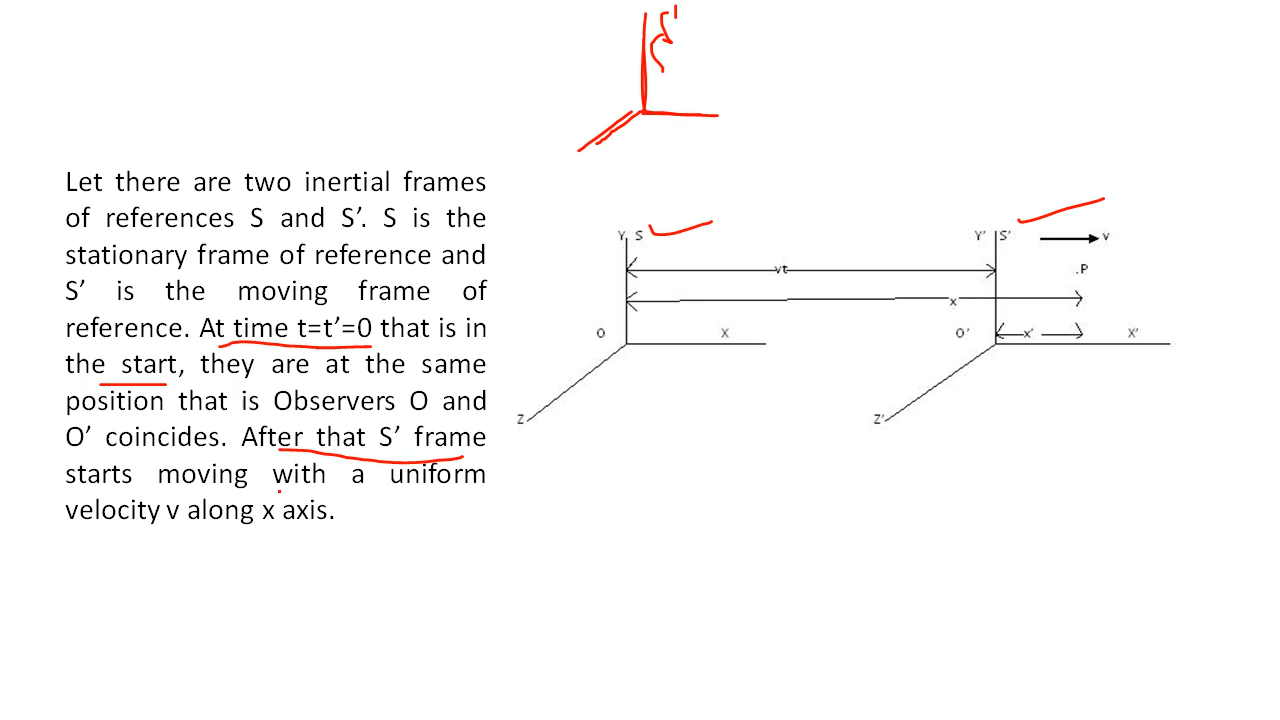 S'
Let there are two inertial frames
of references S and S’. S is the
stationary frame of reference and
S’ is the moving frame of
reference. At time t=t’=0 that is in
the start, they are at the same
position that is Observers O and
O’ coincides. After that S’ frame
starts moving with a uniform
velocity v along x axis.
Y S
Y' S' v
vt .P
x
O X O' x' X'
Z Z'